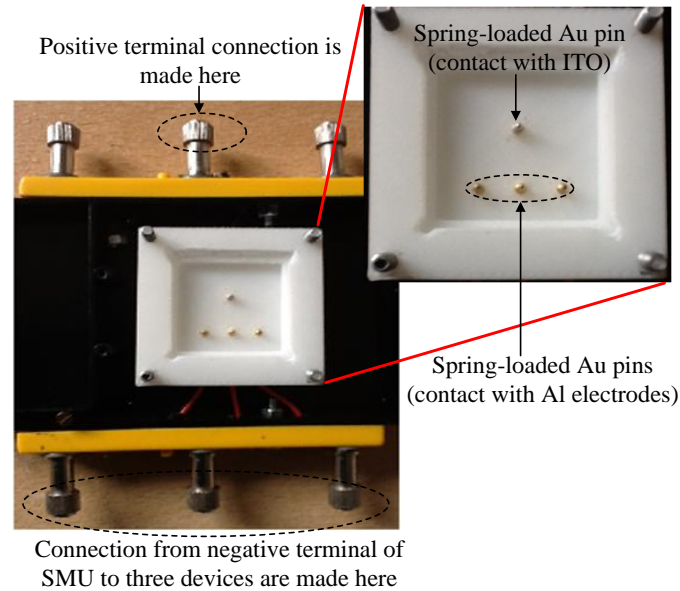 Positive terminal connection is
made here
Spring-loaded Au pin
(contact with ITO)
Spring-loaded Au pins
(contact with Al electrodes)
Connection from negative terminal of
SMU to three devices are made here